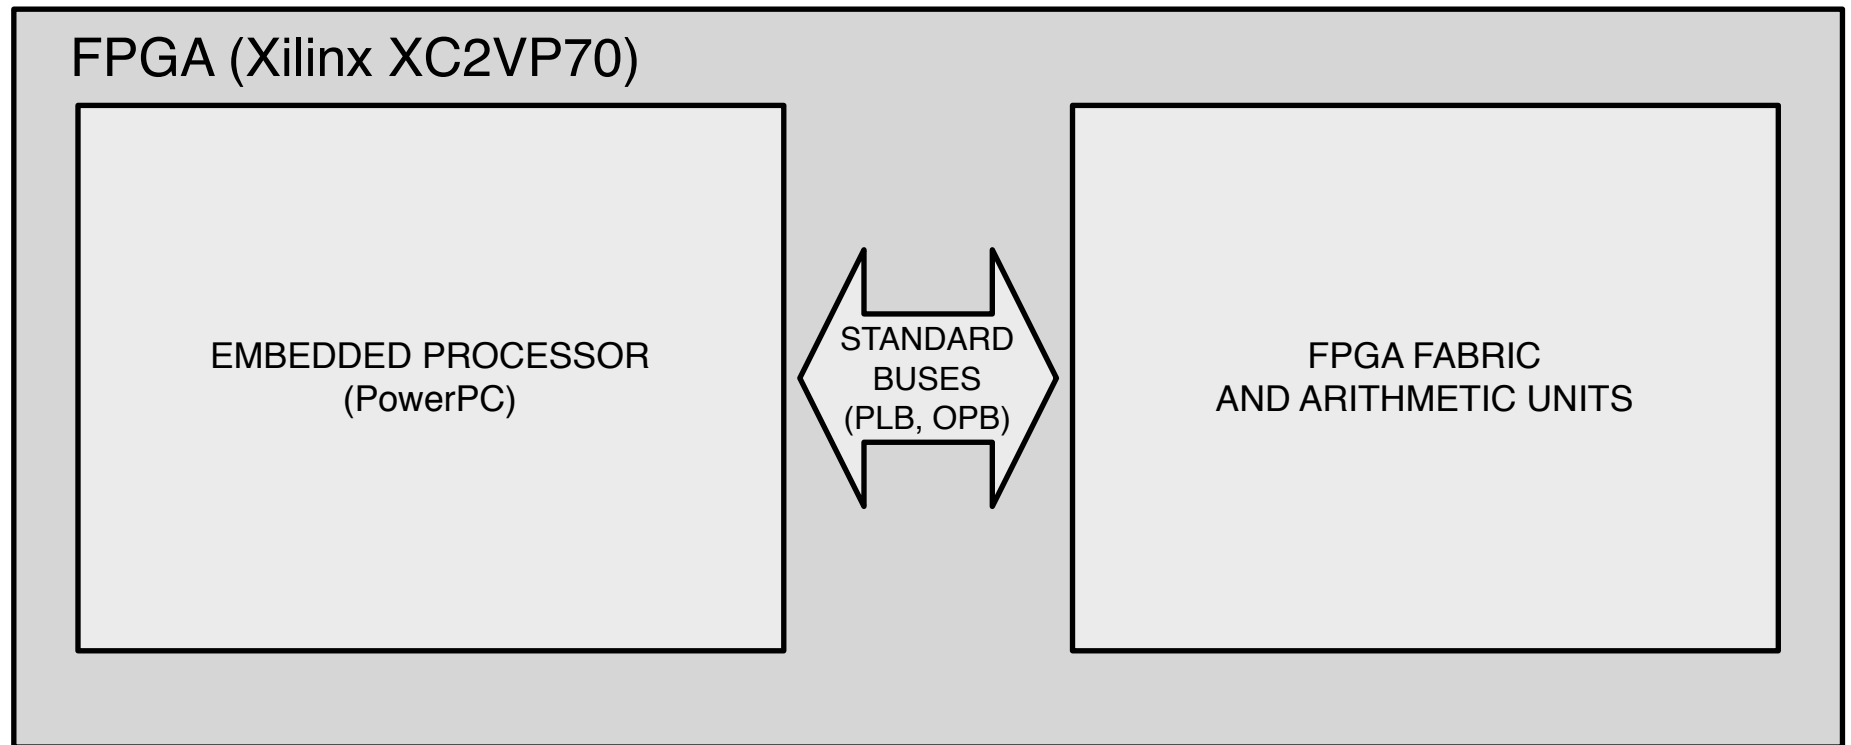 FPGA (Xilinx XC2VP70)
EMBEDDED PROCESSOR
(PowerPC)
STANDARD
BUSES
(PLB, OPB)
FPGA FABRIC
AND ARITHMETIC UNITS